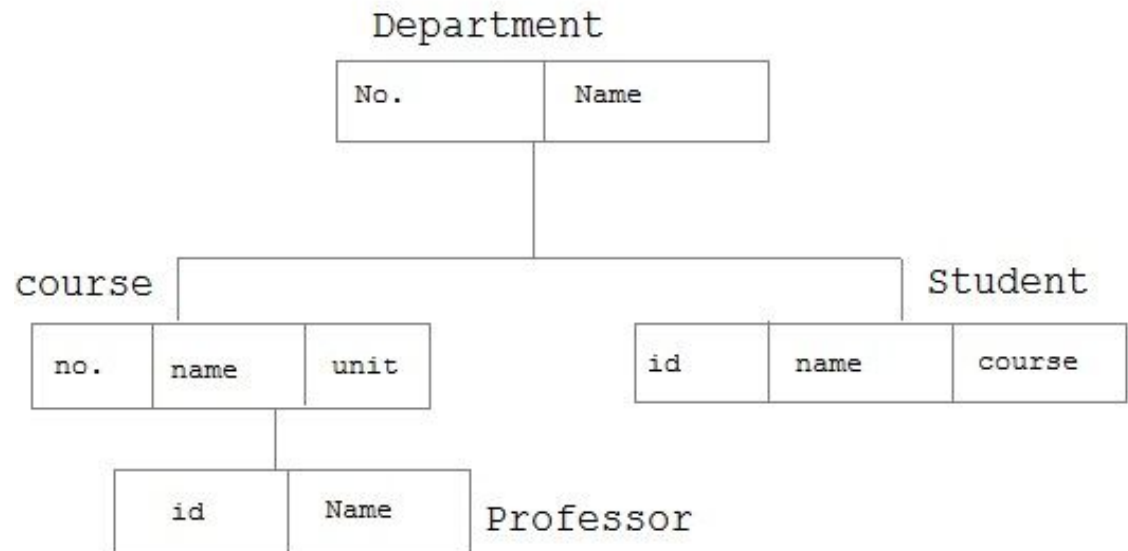 Department
No. Name
course
Student
no. name unit
id name course
id Name
Professor